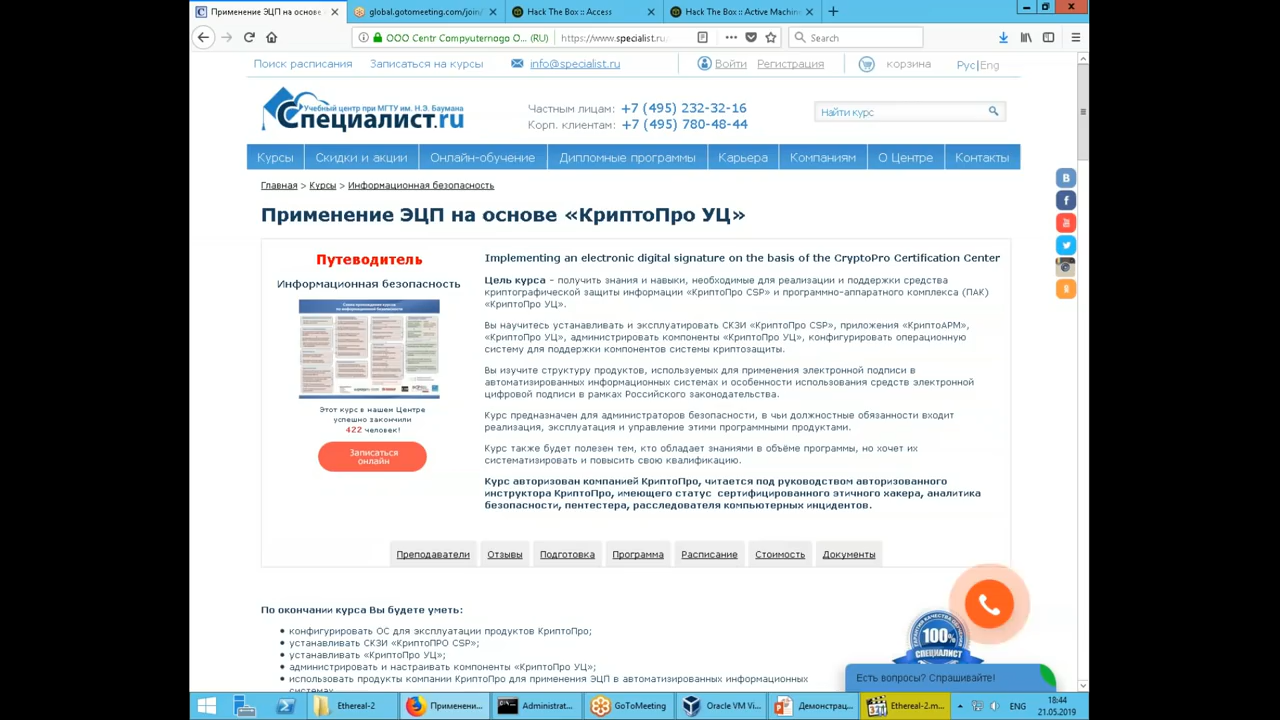 Применение ЭЦП на основе
global.gotomeeting.com/join/
Hack The Box :: Access
Hack The Box :: Active Machin
ООО Centr Campyuternaga O... (RU)
https://www.specialist.ru
Search
Поиск расписания
Записаться на курсы
info@specialist.ru
Войти
Регистрация
корзина
Рус|Eng
Учебный центр при МГТУ им. Н.Э. Баумана
Специалист.ru
Частным лицам: +7 (495) 232-32-16
Корп. клиентам: +7 (495) 780-48-44
Найти курс
Курсы
Скидки и акции
Онлайн-обучение
Дипломные программы
Карьера
Компаниям
О Центре
Контакты
Главная > Курсы > Информационная безопасность
Применение ЭЦП на основе «КриптоПро УЦ»
Путеводитель
Информационная безопасность
Этот курс в нашем Центре
успешно закончили
422 человек!
Записаться
онлайн
Implementing an electronic digital signature on the basis of the CryptoPro Certification Center
Цель курса – получить знания и навыки, необходимые для реализации и поддержки средства
криптографической защиты информации «КриптоПро CSP» и программно-аппаратного комплекса (ПАК)
«КриптоПро УЦ».
Вы научитесь устанавливать и эксплуатировать СКЗИ «КриптоПро CSP», приложения «КриптоАРМ»,
«КриптоПро УЦ», администрировать компоненты «КриптоПро УЦ», конфигурировать операционную
систему для поддержки компонентов системы криптозащиты.
Вы изучите структуру продуктов, используемых для применения электронной подписи в
автоматизированных информационных системах и особенности использования средств электронной
цифровой подписи в рамках Российского законодательства.
Курс предназначен для администраторов безопасности, в чьи должностные обязанности входит
реализация, эксплуатация и управление этими программными продуктами.
Курс также будет полезен тем, кто обладает знаниями в объёме программы, но хочет их
систематизировать и повысить свою квалификацию.
Курс авторизован компанией КриптоПро, читается под руководством авторизованного
инструктора КриптоПро, имеющего статус сертифицированного этичного хакера, аналитика
безопасности, пентестера, расследователя компьютерных инцидентов.
Преподаватели
Отзывы
Подготовка
Программа
Расписание
Стоимость
Документы
По окончании курса Вы будете уметь:
конфигурировать ОС для эксплуатации продуктов КриптоПро;
устанавливать СКЗИ «КриптоПРО CSP»;
устанавливать «КриптоПро УЦ»;
администрировать и настраивать компоненты «КриптоПро УЦ»;
использовать продукты компании КриптоПро для применения ЭЦП в автоматизированных информационных
системах
100%
СПЕЦИАЛИСТ
Есть вопросы? Спрашивайте!
Ethereal-2
Применени...
Administrat...
GoToMeeting
Oracle VM Vi...
Демонстрац...
Ethereal-2.m...
ENG
18:44
21.05.2019